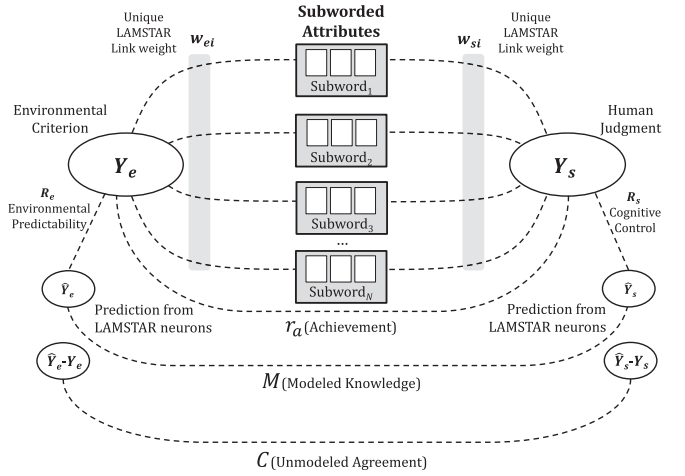 Subworded
Attributes
Unique
LAMSTAR
Link weight
w_ei
w_si
Unique
LAMSTAR
Link weight
Subword_1
Environmental
Criterion
Human
Judgment
Subword_2
Y_e
Y_s
R_e
Environmental
Predictability
Subword_3
R_s
Cognitive
Control
...
Ŷ_e
Subword_N
Ŷ_s
Prediction from
LAMSTAR neurons
r_a (Achievement)
Prediction from
LAMSTAR neurons
Ŷ_e-Y_e
Ŷ_s-Y_s
M (Modeled Knowledge)
C (Unmodeled Agreement)